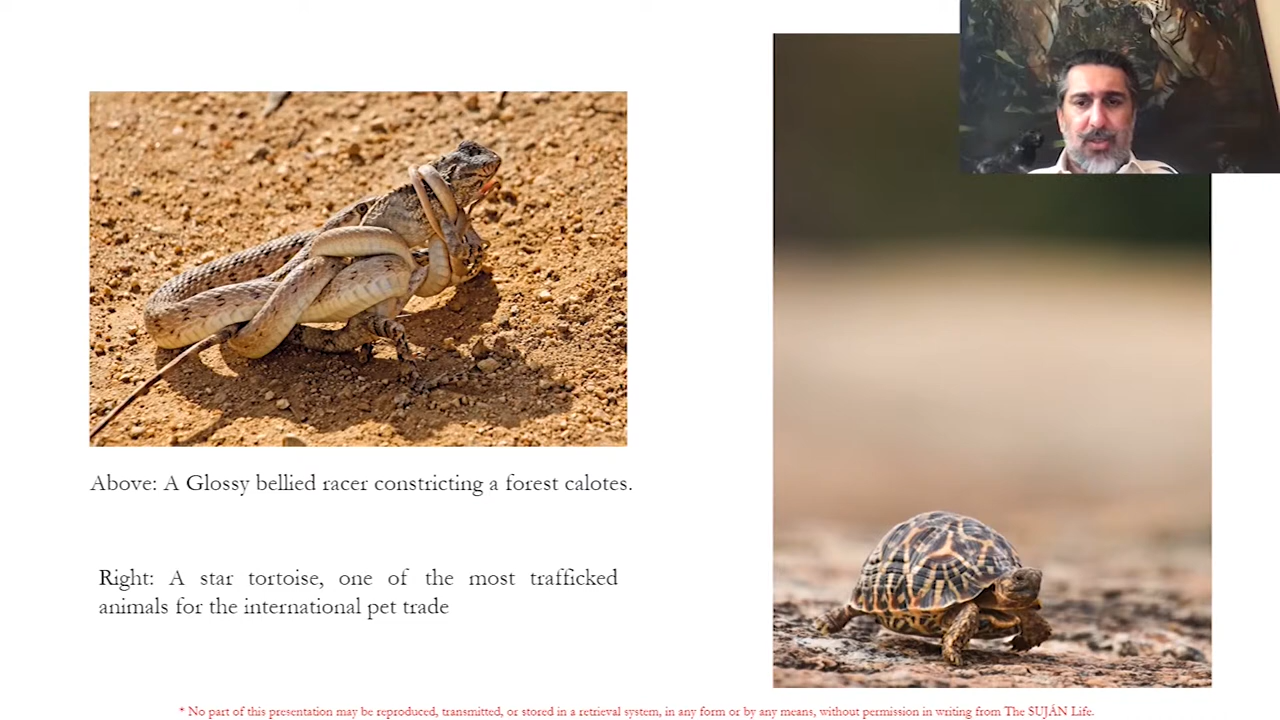 Above: A Glossy bellied racer constricting a forest calotes.
Right: A star tortoise, one of the most trafficked
animals for the international pet trade
* No part of this presentation may be reproduced, transmitted, or stored in a retrieval system, in any form or by any means, without permission in writing from The SUJÁN Life.